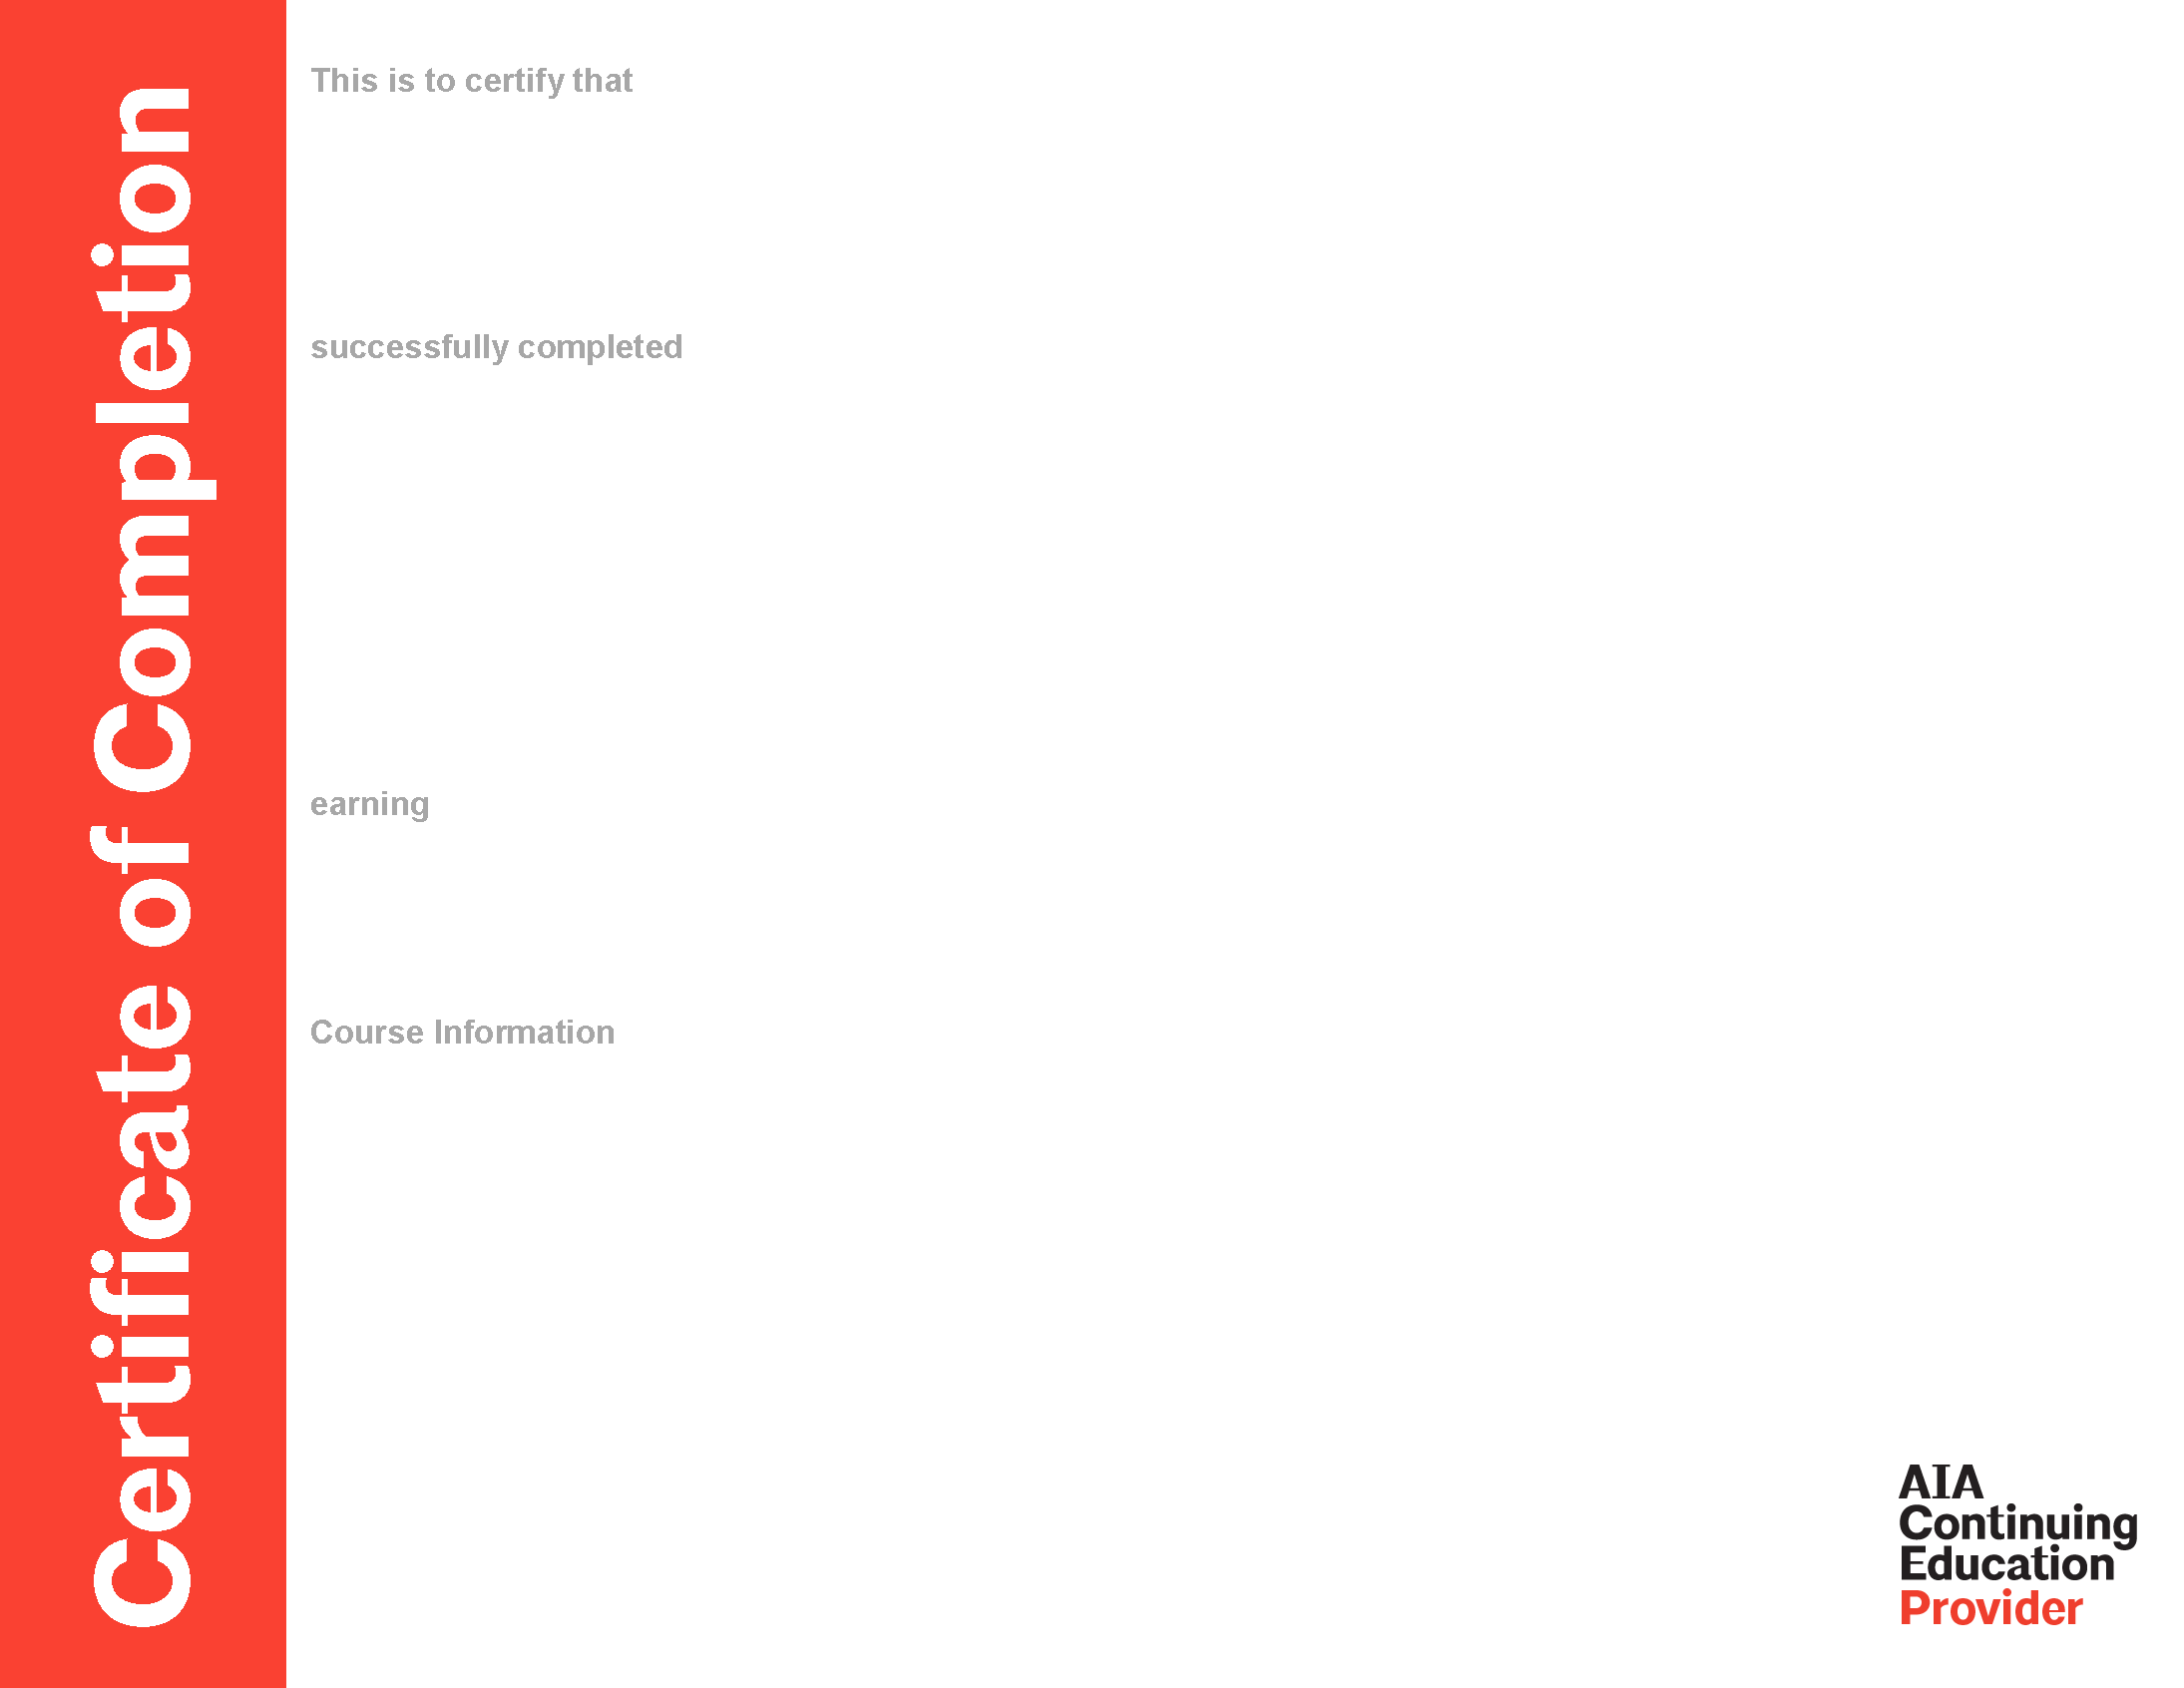 Certificate of Completion
This is to certify that
successfully completed
earning
Course Information
AIA
Continuing
Education
Provider